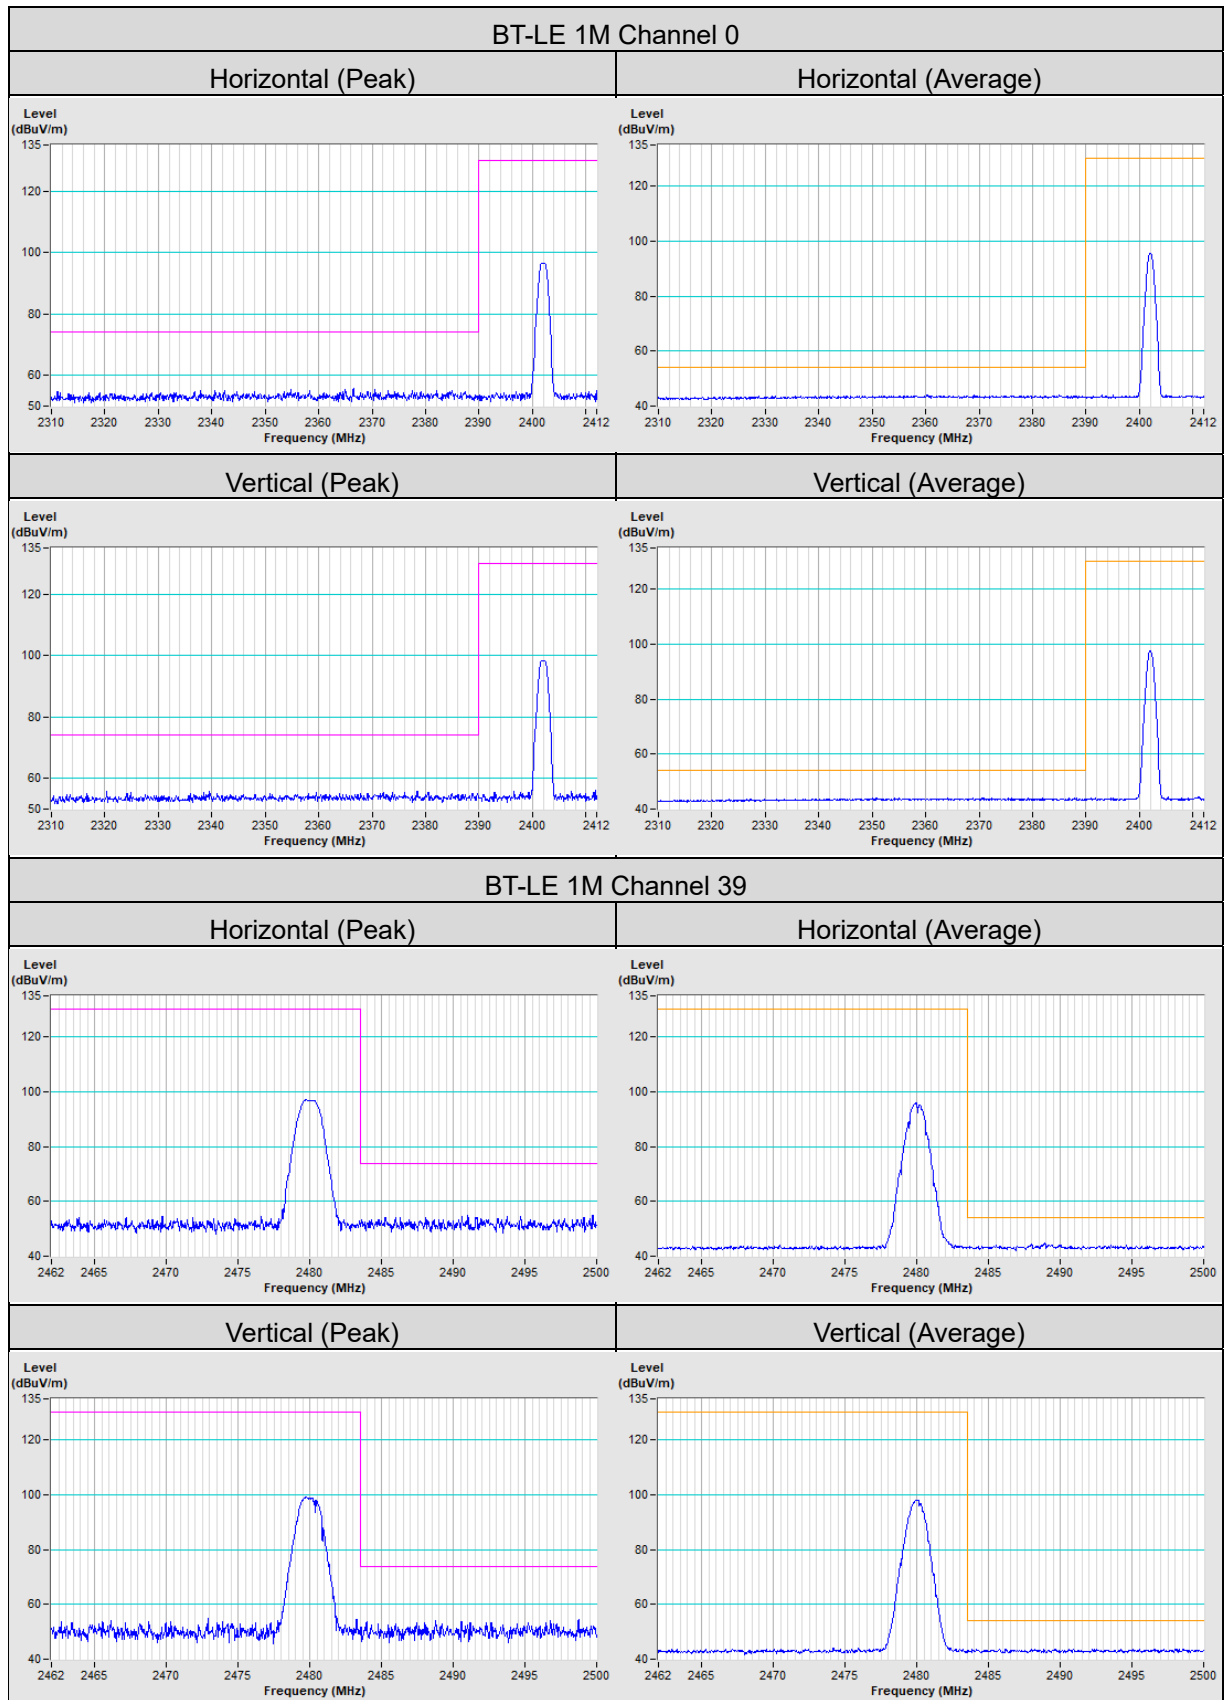 BT-LE 1M Channel 0
Horizontal (Peak)
Horizontal (Average)
Level
(dBuV/m)
135
120
100
80
60
50
2310 2320 2330 2340 2350 2360 2370 2380 2390 2400 2412
Frequency (MHz)
Level
(dBuV/m)
135
120
100
80
60
40
2310 2320 2330 2340 2350 2360 2370 2380 2390 2400 2412
Frequency (MHz)
Vertical (Peak)
Vertical (Average)
Level
(dBuV/m)
135
120
100
80
60
50
2310 2320 2330 2340 2350 2360 2370 2380 2390 2400 2412
Frequency (MHz)
Level
(dBuV/m)
135
120
100
80
60
40
2310 2320 2330 2340 2350 2360 2370 2380 2390 2400 2412
Frequency (MHz)
BT-LE 1M Channel 39
Horizontal (Peak)
Horizontal (Average)
Level
(dBuV/m)
135
120
100
80
60
40
2462 2465 2470 2475 2480 2485 2490 2495 2500
Frequency (MHz)
Level
(dBuV/m)
135
120
100
80
60
40
2462 2465 2470 2475 2480 2485 2490 2495 2500
Frequency (MHz)
Vertical (Peak)
Vertical (Average)
Level
(dBuV/m)
135
120
100
80
60
40
2462 2465 2470 2475 2480 2485 2490 2495 2500
Frequency (MHz)
Level
(dBuV/m)
135
120
100
80
60
40
2462 2465 2470 2475 2480 2485 2490 2495 2500
Frequency (MHz)